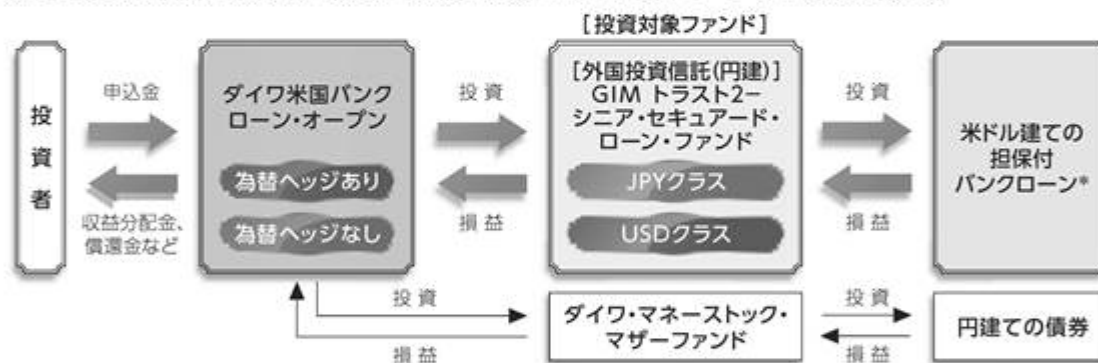 [投資対象ファンド]
投資者
申込金
収益分配金、
償還金など
ダイワ米国バンク
ローン・オープン
為替ヘッジあり
為替ヘッジなし
投資
損益
[外国投資信託(円建)]
GIM トラスト2−
シニア・セキュアード・
ローン・ファンド
JPYクラス
USDクラス
投資
損益
米ドル建ての
担保付
バンクローン*
投資
損益
ダイワ・マネーストック・
マザーファンド
投資
損益
円建ての債券